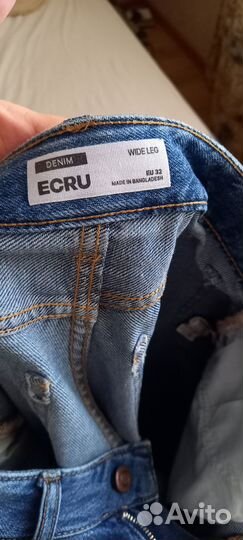 DENIM
WIDE LEG
ECRU
EU 32
MADE IN BANGLADESH
Avito